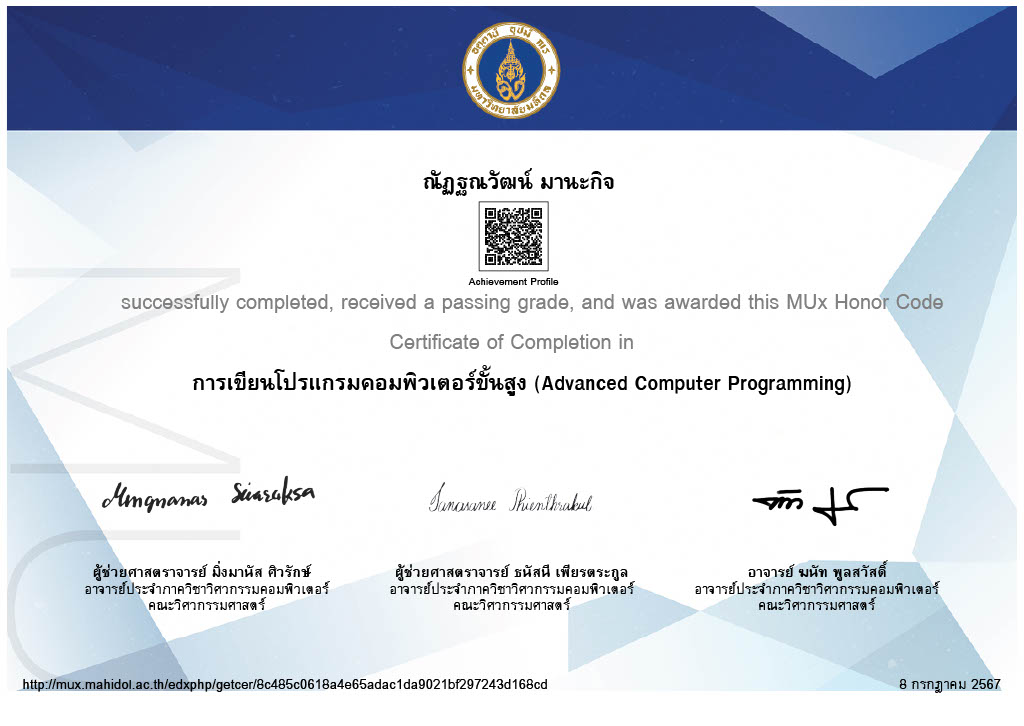 อตฺตานํ อุปมํ กเร
มหาวิทยาลัยมหิดล
ณัฏฐณวัฒน์ มานะกิจ
Achievement Profile
successfully completed, received a passing grade, and was awarded this MUx Honor Code
Certificate of Completion in
การเขียนโปรแกรมคอมพิวเตอร์ขั้นสูง (Advanced Computer Programming)
Mingmanas Sivaraksa
Tanasanee Phienthrakul
ผู้ช่วยศาสตราจารย์ มิ่งมานัส ศิวรักษ์
อาจารย์ประจำภาควิชาวิศวกรรมคอมพิวเตอร์
คณะวิศวกรรมศาสตร์
ผู้ช่วยศาสตราจารย์ ธนัสนี เพียรตระกูล
อาจารย์ประจำภาควิชาวิศวกรรมคอมพิวเตอร์
คณะวิศวกรรมศาสตร์
อาจารย์ ฆนัท พูลสวัสดิ์
อาจารย์ประจำภาควิชาวิศวกรรมคอมพิวเตอร์
คณะวิศวกรรมศาสตร์
http://mux.mahidol.ac.th/edxphp/getcer/8c485c0618a4e65adac1da9021bf297243d168cd
8 กรกฎาคม 2567